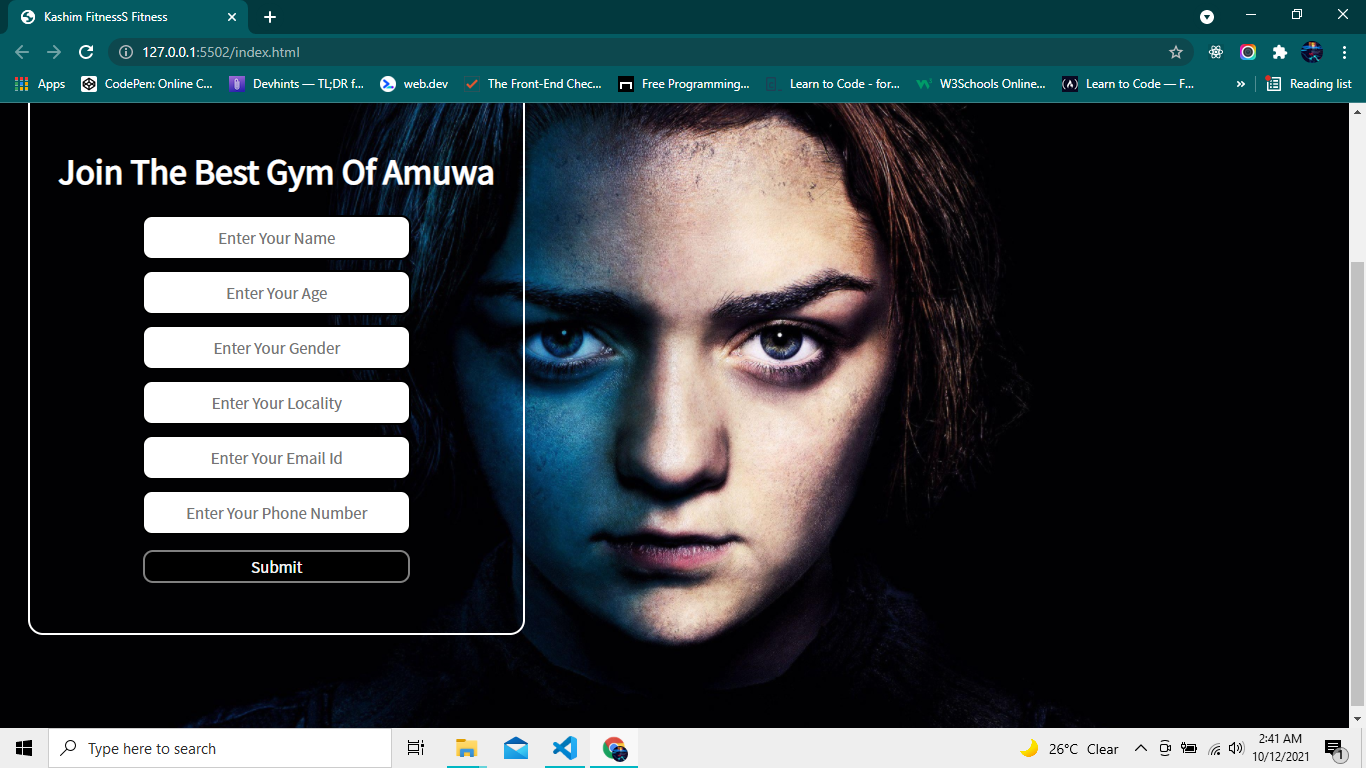 Kashim FitnessS Fitness
127.0.0.1:5502/index.html
Apps
CodePen: Online C...
Devhints — TL;DR f...
web.dev
The Front-End Chec...
Free Programming...
Learn to Code - for...
W3Schools Online...
Learn to Code — F...
»
Reading list
Join The Best Gym Of Amuwa
Enter Your Name
Enter Your Age
Enter Your Gender
Enter Your Locality
Enter Your Email Id
Enter Your Phone Number
Submit
Type here to search
26°C Clear
2:41 AM
10/12/2021
1